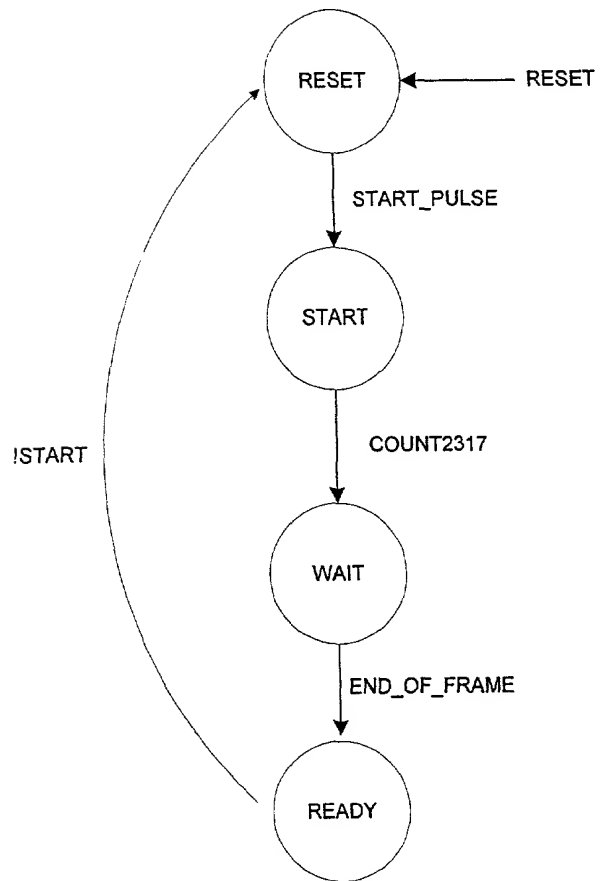 RESET
RESET
START_PULSE
START
COUNT2317
!START
WAIT
END_OF_FRAME
READY